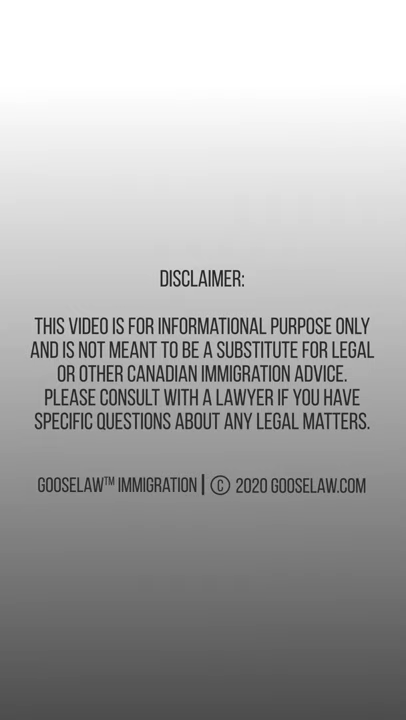 DISCLAIMER:
THIS VIDEO IS FOR INFORMATIONAL PURPOSE ONLY
AND IS NOT MEANT TO BE A SUBSTITUTE FOR LEGAL
OR OTHER CANADIAN IMMIGRATION ADVICE.
PLEASE CONSULT WITH A LAWYER IF YOU HAVE
SPECIFIC QUESTIONS ABOUT ANY LEGAL MATTERS.
GOOSELAW™ IMMIGRATION | © 2020 GOOSELAW.COM